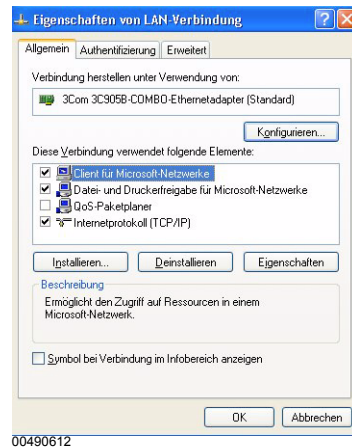 Eigenschaften von LAN-Verbindung
Allgemein Authentifizierung Erweitert
Verbindung herstellen unter Verwendung von:
3Com 3C905B-COMBO-Ethernetadapter (Standard)
Konfigurieren...
Diese Verbindung verwendet folgende Elemente:
Client für Microsoft-Netzwerke
Datei- und Druckerfreigabe für Microsoft-Netzwerke
QoS-Paketplaner
Internetprotokoll (TCP/IP)
Installieren... Deinstallieren Eigenschaften
Beschreibung
Ermöglicht den Zugriff auf Ressourcen in einem
Microsoft-Netzwerk.
Symbol bei Verbindung im Infobereich anzeigen
OK Abbrechen
00490612